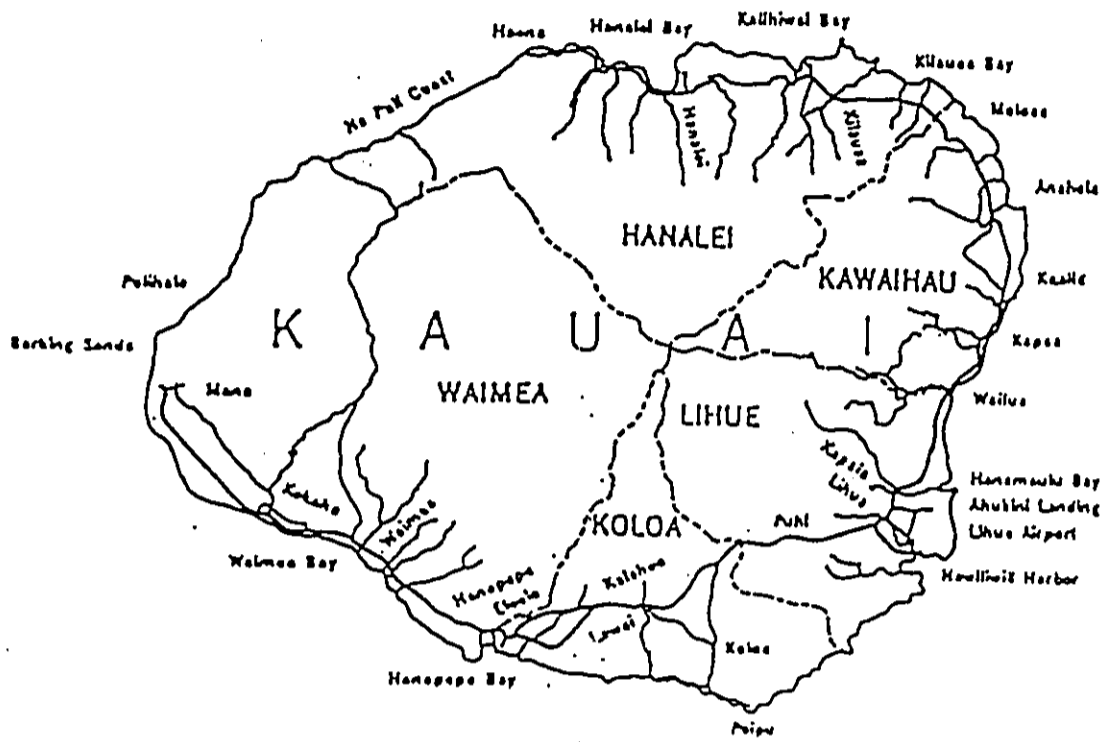 Haena
Hanalei Bay
Kalihiwai Bay
Kilauea Bay
Na Pali Coast
Moloaa
Hanalei
Kilauea
Anahola
HANALEI
KAWAIHAU
Polihale
Kealia
K A U A I
Barking Sands
Kapaa
Mana
WAIMEA
LIHUE
Wailua
Kapaia
Kekaha
Lihue
Hanamaulu Bay
Ahukini Landing
Waimea
KOLOA
Puhi
Lihue Airport
Waimea Bay
Hanapepe
Eleele
Kalaheo
Nawiliwili Harbor
Lawai
Koloa
Hanapepe Bay
Poipu